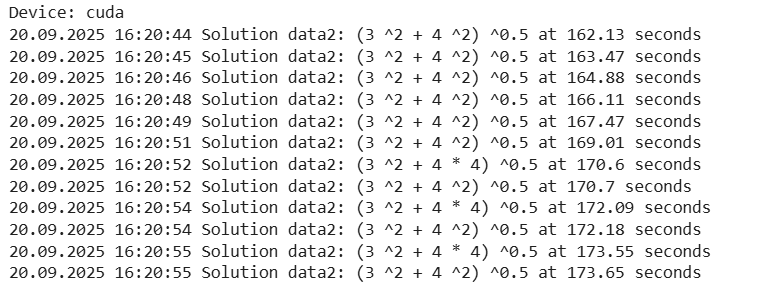 Device: cuda
20.09.2025 16:20:44 Solution data2: (3 ^2 + 4 ^2) ^0.5 at 162.13 seconds
20.09.2025 16:20:45 Solution data2: (3 ^2 + 4 ^2) ^0.5 at 163.47 seconds
20.09.2025 16:20:46 Solution data2: (3 ^2 + 4 ^2) ^0.5 at 164.88 seconds
20.09.2025 16:20:48 Solution data2: (3 ^2 + 4 ^2) ^0.5 at 166.11 seconds
20.09.2025 16:20:49 Solution data2: (3 ^2 + 4 ^2) ^0.5 at 167.47 seconds
20.09.2025 16:20:51 Solution data2: (3 ^2 + 4 ^2) ^0.5 at 169.01 seconds
20.09.2025 16:20:52 Solution data2: (3 ^2 + 4 * 4) ^0.5 at 170.6 seconds
20.09.2025 16:20:52 Solution data2: (3 ^2 + 4 ^2) ^0.5 at 170.7 seconds
20.09.2025 16:20:54 Solution data2: (3 ^2 + 4 * 4) ^0.5 at 172.09 seconds
20.09.2025 16:20:54 Solution data2: (3 ^2 + 4 ^2) ^0.5 at 172.18 seconds
20.09.2025 16:20:55 Solution data2: (3 ^2 + 4 * 4) ^0.5 at 173.55 seconds
20.09.2025 16:20:55 Solution data2: (3 ^2 + 4 ^2) ^0.5 at 173.65 seconds